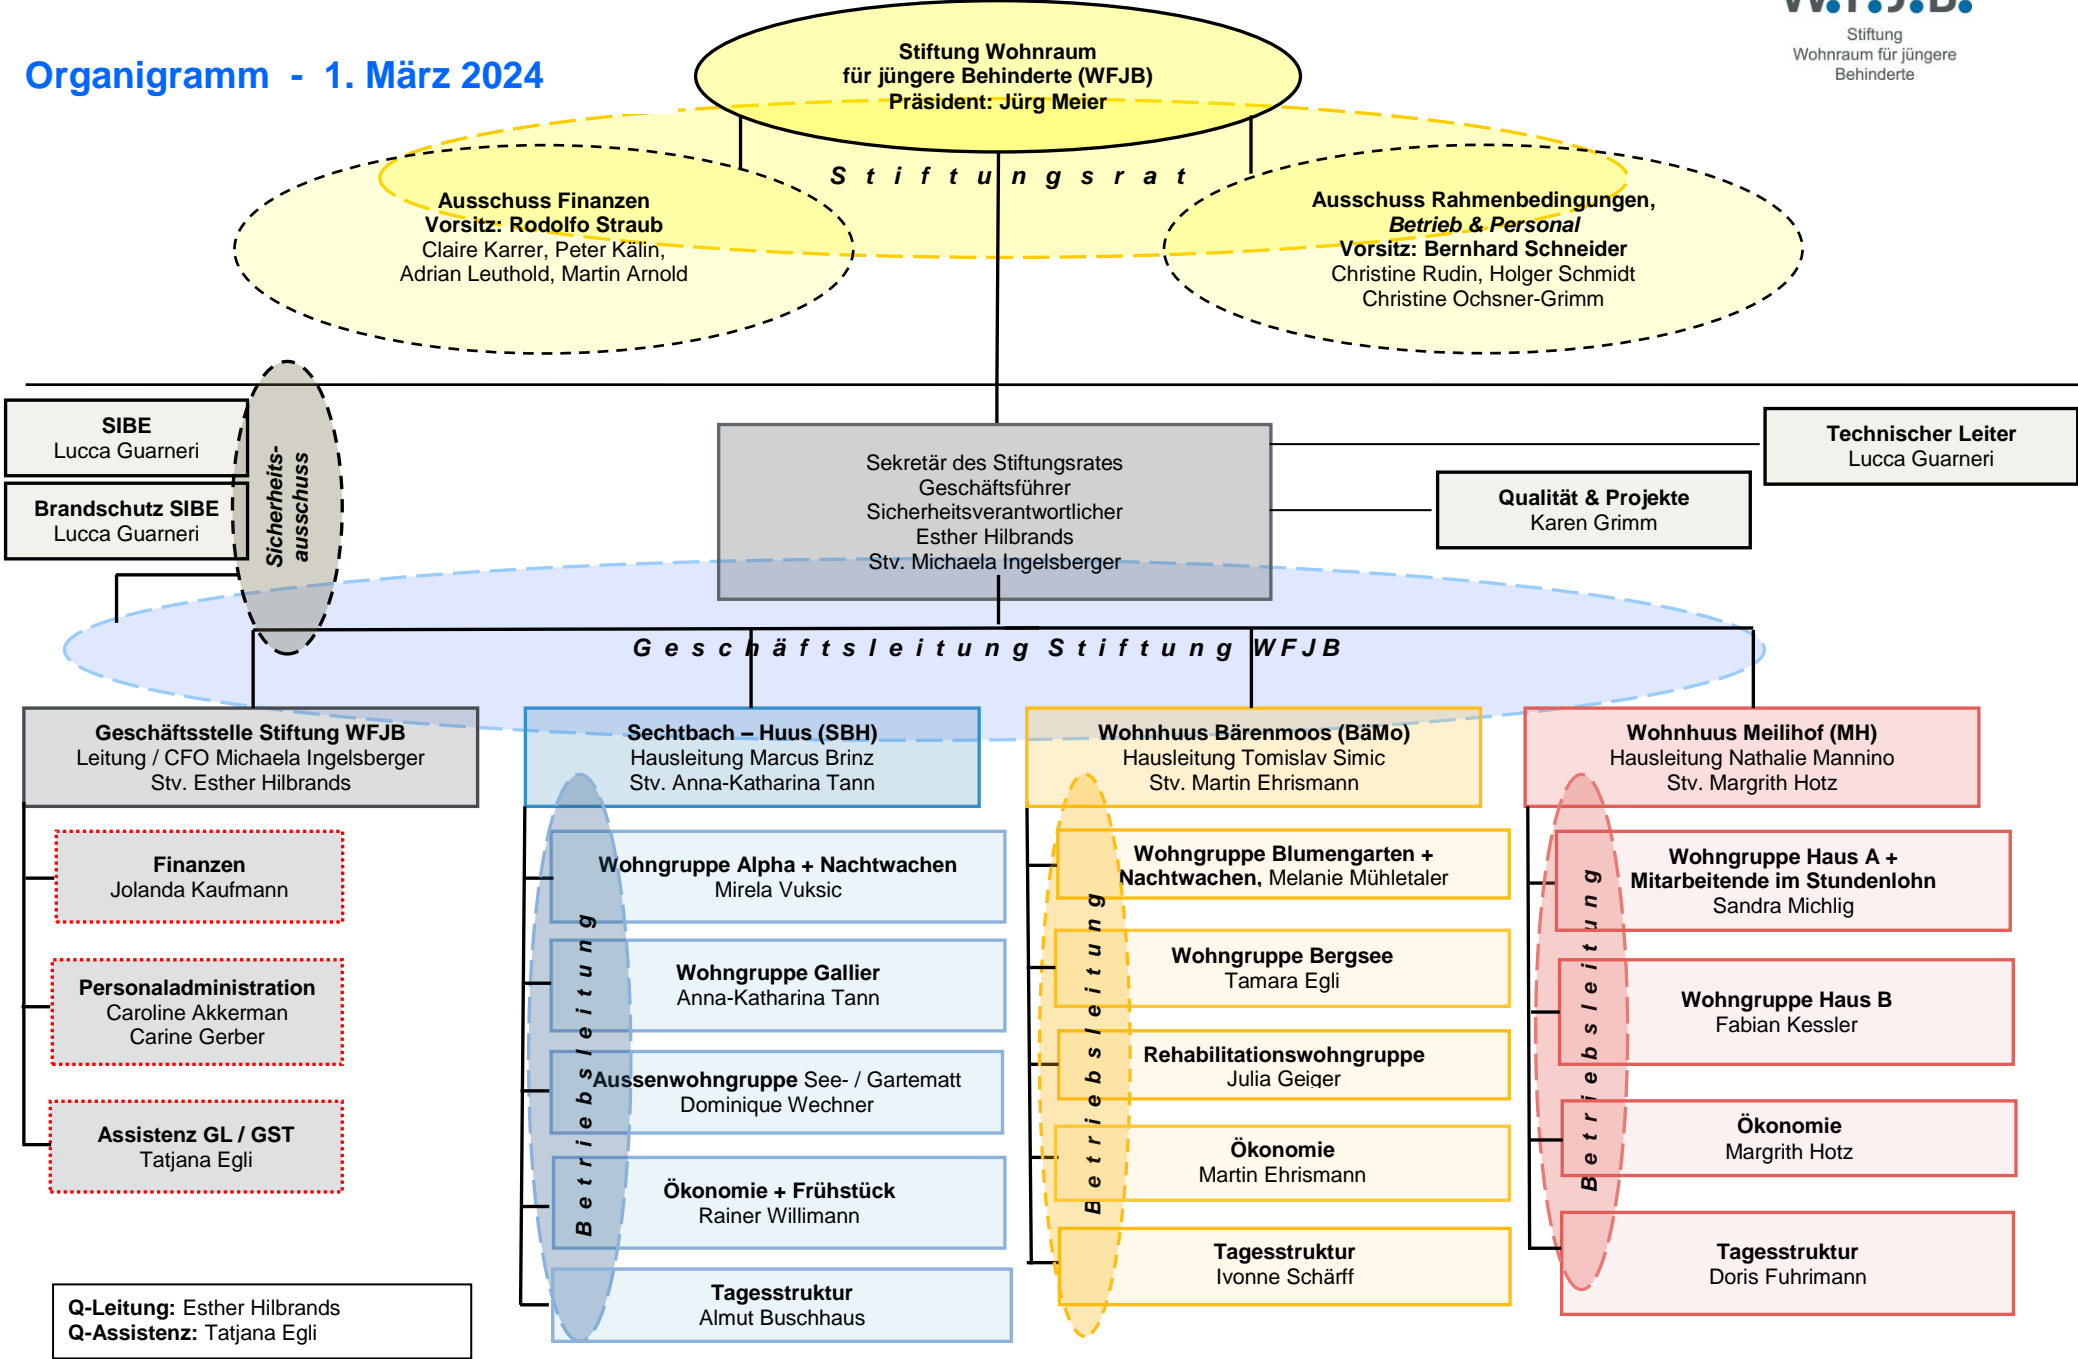 W.F.J.B.
Stiftung
Wohnraum für jüngere
Behinderte
Organigramm - 1. März 2024
Stiftung Wohnraum
für jüngere Behinderte (WFJB)
Präsident: Jürg Meier
Stiftungsrat
Ausschuss Finanzen
Vorsitz: Rodolfo Straub
Claire Karrer, Peter Kälin,
Adrian Leuthold, Martin Arnold
Ausschuss Rahmenbedingungen,
Betrieb & Personal
Vorsitz: Bernhard Schneider
Christine Rudin, Holger Schmidt
Christine Ochsner-Grimm
SIBE
Lucca Guarneri
Brandschutz SIBE
Lucca Guarneri
Sicherheits-
ausschuss
Sekretär des Stiftungsrates
Geschäftsführer
Sicherheitsverantwortlicher
Esther Hilbrands
Stv. Michaela Ingelsberger
Technischer Leiter
Lucca Guarneri
Qualität & Projekte
Karen Grimm
Geschäftsleitung Stiftung WFJB
Geschäftsstelle Stiftung WFJB
Leitung / CFO Michaela Ingelsberger
Stv. Esther Hilbrands
Finanzen
Jolanda Kaufmann
Personaladministration
Caroline Akkerman
Carine Gerber
Assistenz GL / GST
Tatjana Egli
Sechtbach – Huus (SBH)
Hausleitung Marcus Brinz
Stv. Anna-Katharina Tann
Betriebsleitung
Wohngruppe Alpha + Nachtwachen
Mirela Vuksic
Wohngruppe Gallier
Anna-Katharina Tann
Aussenwohngruppe See- / Gartematt
Dominique Wechner
Ökonomie + Frühstück
Rainer Willimann
Tagesstruktur
Almut Buschhaus
Wohnhuus Bärenmoos (BäMo)
Hausleitung Tomislav Simic
Stv. Martin Ehrismann
Betriebsleitung
Wohngruppe Blumengarten +
Nachtwachen, Melanie Mühletaler
Wohngruppe Bergsee
Tamara Egli
Rehabilitationswohngruppe
Julia Geiger
Ökonomie
Martin Ehrismann
Tagesstruktur
Ivonne Schärff
Wohnhuus Meilihof (MH)
Hausleitung Nathalie Mannino
Stv. Margrith Hotz
Betriebsleitung
Wohngruppe Haus A +
Mitarbeitende im Stundenlohn
Sandra Michlig
Wohngruppe Haus B
Fabian Kessler
Ökonomie
Margrith Hotz
Tagesstruktur
Doris Fuhrimann
Q-Leitung: Esther Hilbrands
Q-Assistenz: Tatjana Egli